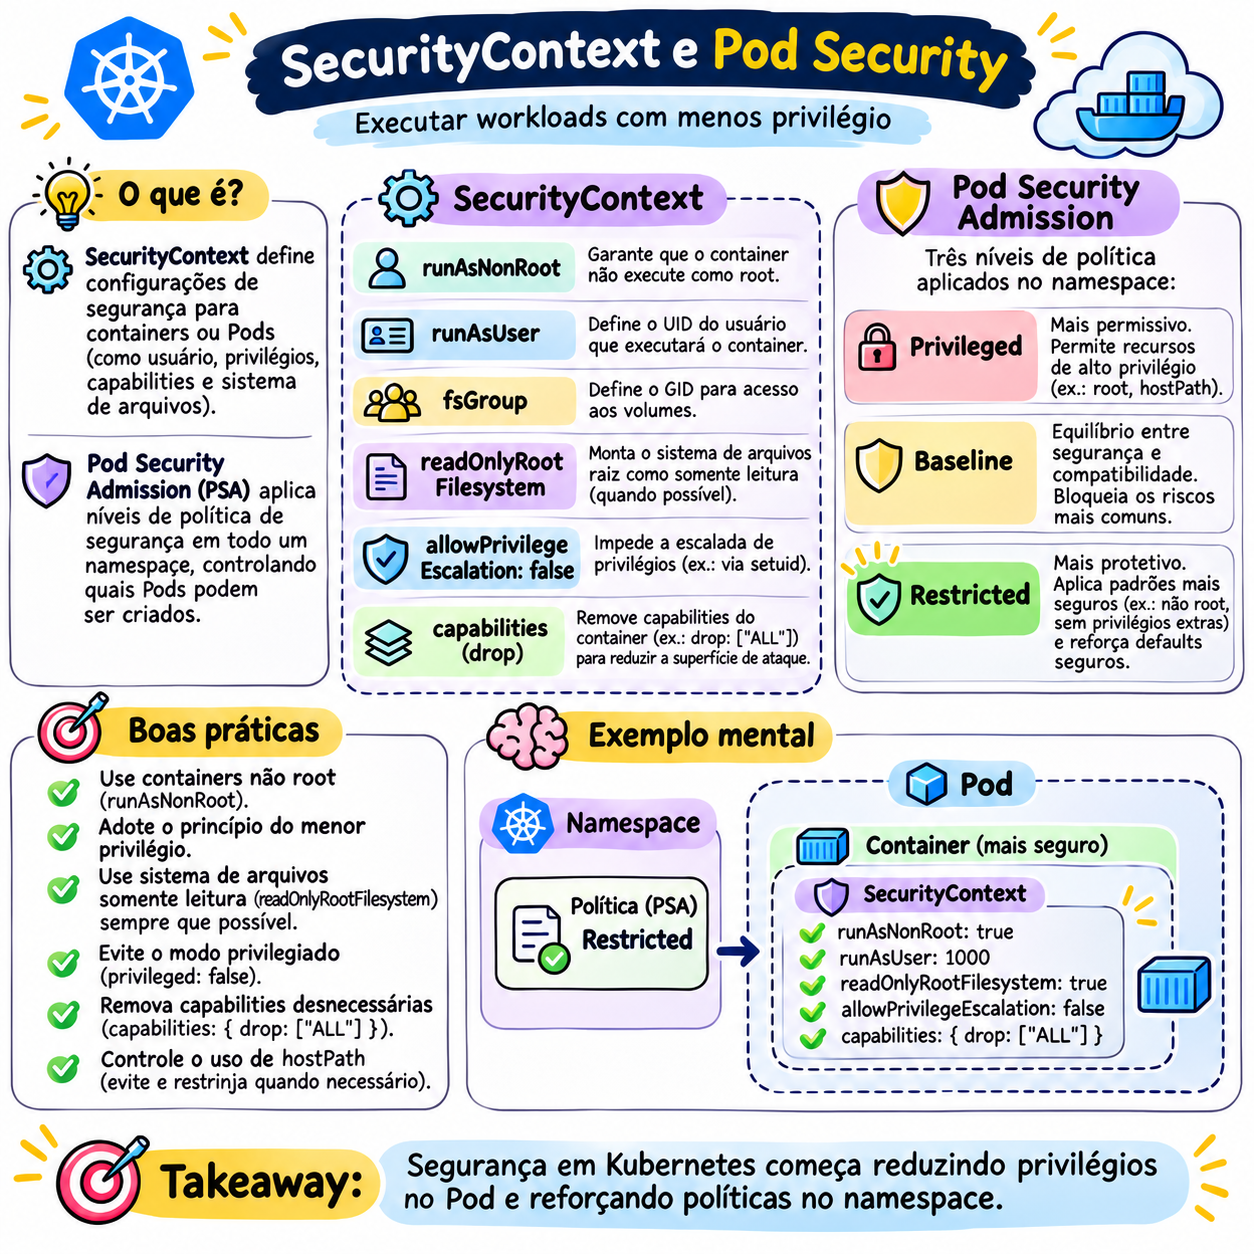 SecurityContext e Pod Security
Executar workloads com menos privilégio
O que é?
SecurityContext define
configurações de
segurança para
containers ou Pods
(como usuário, privilégios,
capabilities e sistema
de arquivos).
Pod Security
Admission (PSA) aplica
níveis de política de
segurança em todo um
namespaçe, controlando
quais Pods podem
ser criados.
SecurityContext
runAsNonRoot
Garante que o container
não execute como root.
runAsUser
Define o UID do usuário
que executará o container.
fsGroup
Define o GID para acesso
aos volumes.
readOnlyRoot
Filesystem
Monta o sistema de arquivos
raiz como somente leitura
(quando possível).
allowPrivilege
Escalation: false
Impede a escalada de
privilégios (ex.: via setuid).
capabilities
(drop)
Remove capabilities do
container (ex.: drop: ["ALL"])
para reduzir a superfície de ataque.
Pod Security
Admission
Três níveis de política
aplicados no namespace:
Privileged
Mais permissivo.
Permite recursos
de alto privilégio
(ex.: root, hostPath).
Baseline
Equilíbrio entre
segurança e
compatibilidade.
Bloqueia os riscos
mais comuns.
Restricted
Mais protetivo.
Aplica padrões mais
seguros (ex.: não root,
sem privilégios extras)
e reforça defaults
seguros.
Boas práticas
Use containers não root
(runAsNonRoot).
Adote o princípio do menor
privilégio.
Use sistema de arquivos
somente leitura (readOnlyRootFilesystem)
sempre que possível.
Evite o modo privilegiado
(privileged: false).
Remova capabilities desnecessárias
(capabilities: { drop: ["ALL"] }).
Controle o uso de hostPath
(evite e restrinja quando necessário).
Exemplo mental
Namespace
Política (PSA)
Restricted
Pod
Container (mais seguro)
SecurityContext
runAsNonRoot: true
runAsUser: 1000
readOnlyRootFilesystem: true
allowPrivilegeEscalation: false
capabilities: { drop: ["ALL"] }
Takeaway:
Segurança em Kubernetes começa reduzindo privilégios
no Pod e reforçando políticas no namespace.